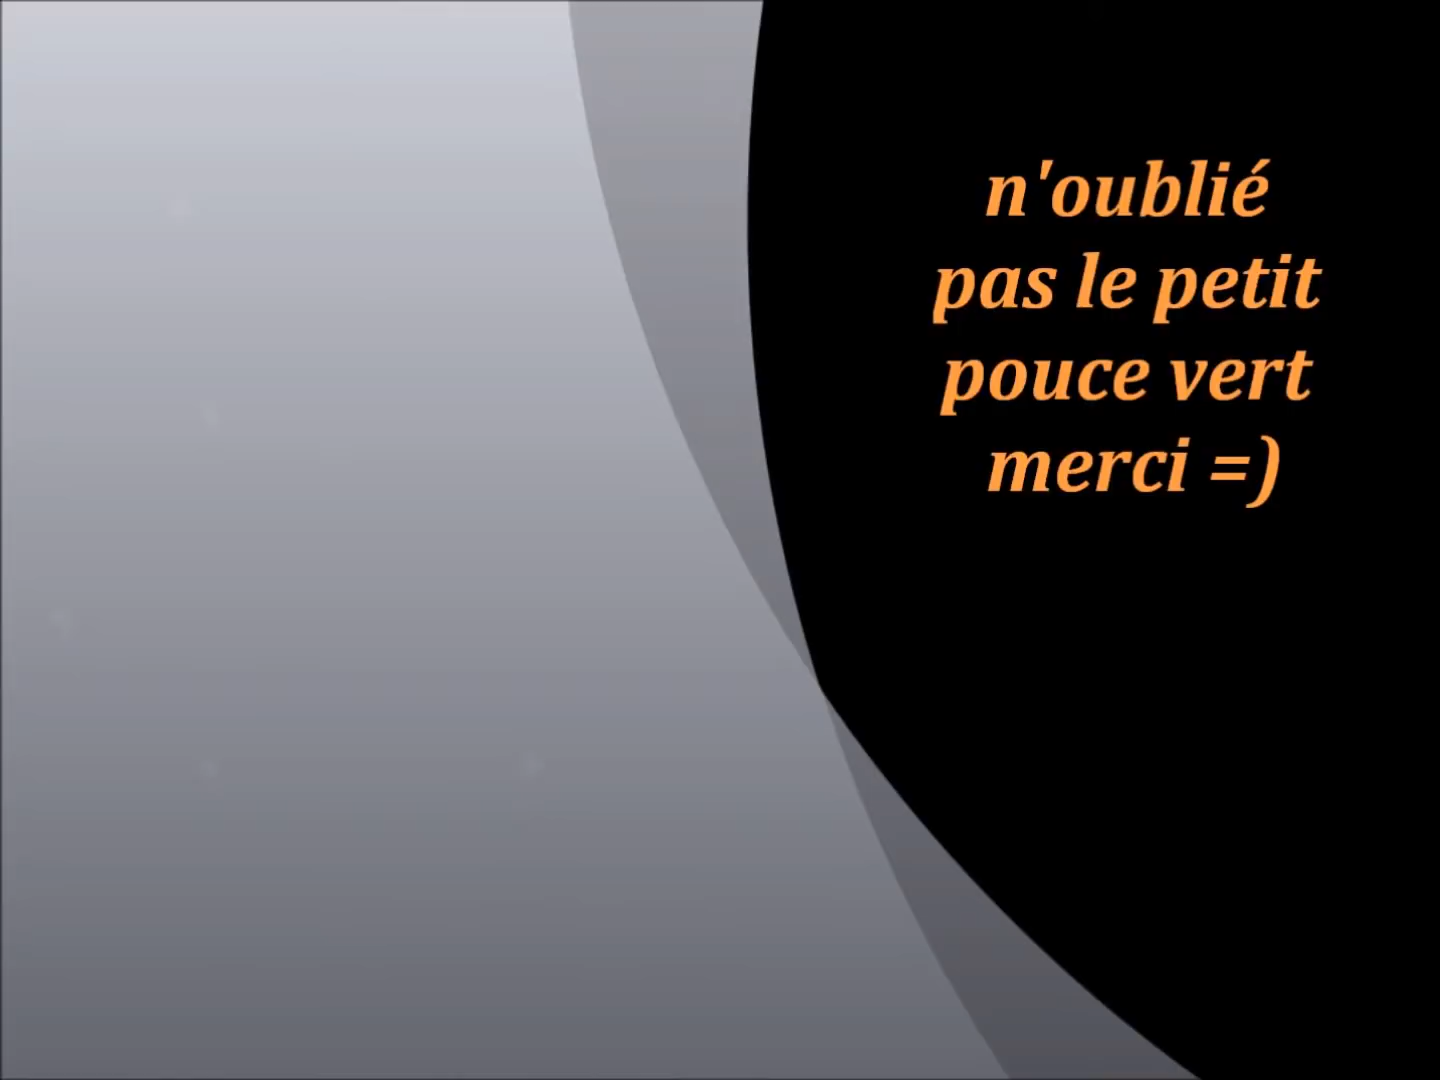 n'oublié
pas le petit
pouce vert
merci =)